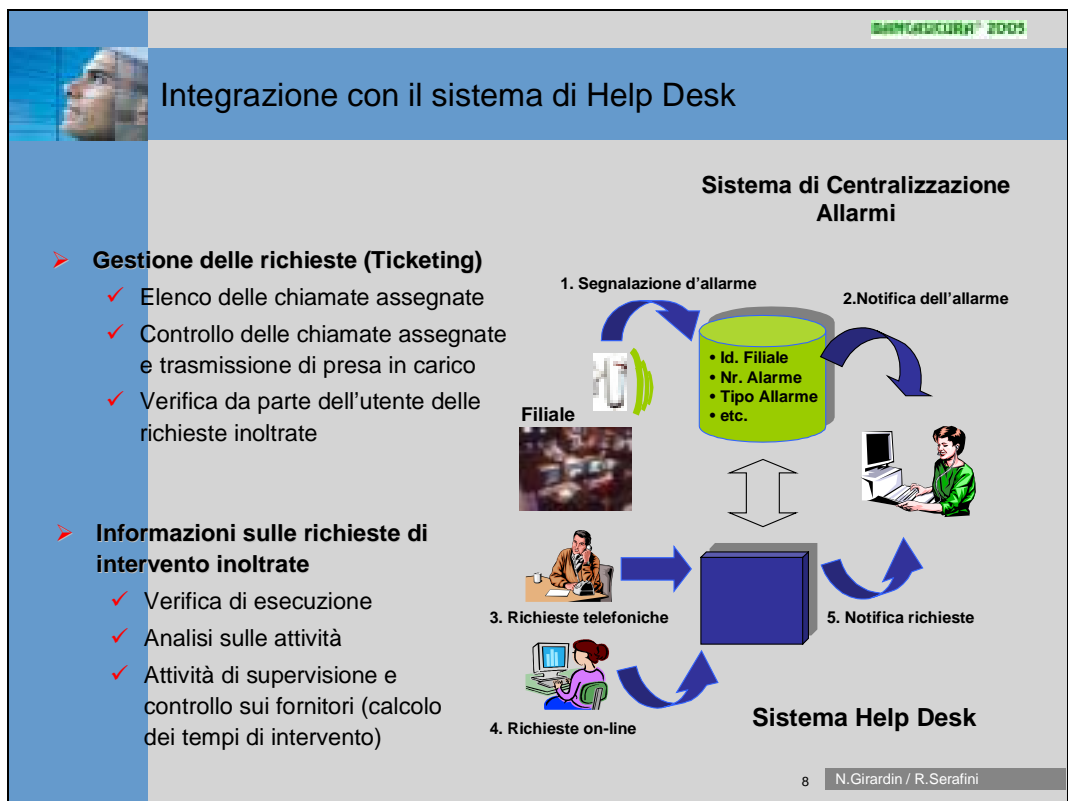 BANCASICURA 2005
Integrazione con il sistema di Help Desk
Sistema di Centralizzazione
Allarmi
Gestione delle richieste (Ticketing)
Elenco delle chiamate assegnate
Controllo delle chiamate assegnate
e trasmissione di presa in carico
Verifica da parte dell'utente delle
richieste inoltrate
Informazioni sulle richieste di
intervento inoltrate
Verifica di esecuzione
Analisi sulle attività
Attività di supervisione e
controllo sui fornitori (calcolo
dei tempi di intervento)
1. Segnalazione d'allarme
2.Notifica dell'allarme
• Id. Filiale
• Nr. Alarme
• Tipo Allarme
• etc.
Filiale
3. Richieste telefoniche
5. Notifica richieste
4. Richieste on-line
Sistema Help Desk
8
N.Girardin / R.Serafini